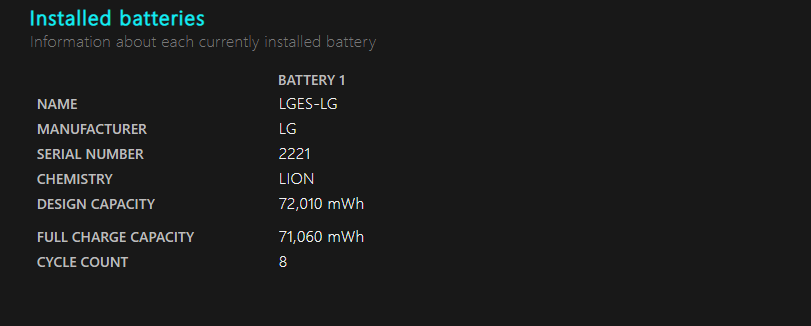 Installed batteries
Information about each currently installed battery
BATTERY 1
NAME LGES-LG
MANUFACTURER LG
SERIAL NUMBER 2221
CHEMISTRY LION
DESIGN CAPACITY 72,010 mWh
FULL CHARGE CAPACITY 71,060 mWh
CYCLE COUNT 8